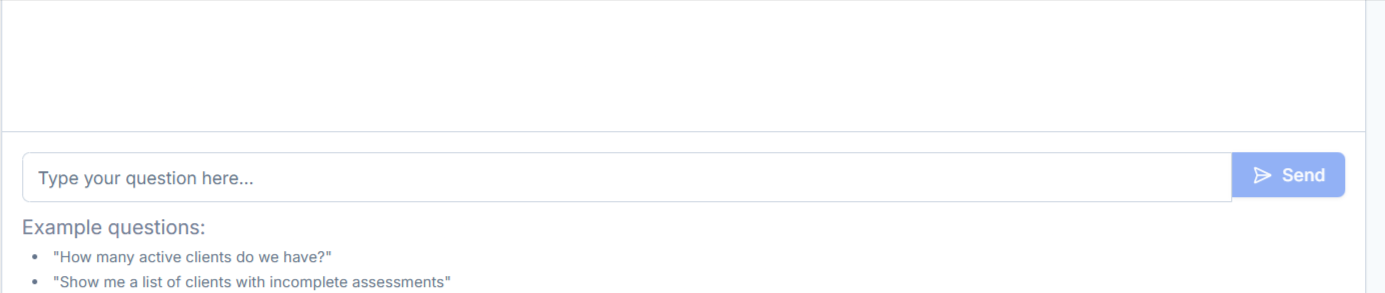 Type your question here...
Send
Example questions:
• "How many active clients do we have?"
• "Show me a list of clients with incomplete assessments"